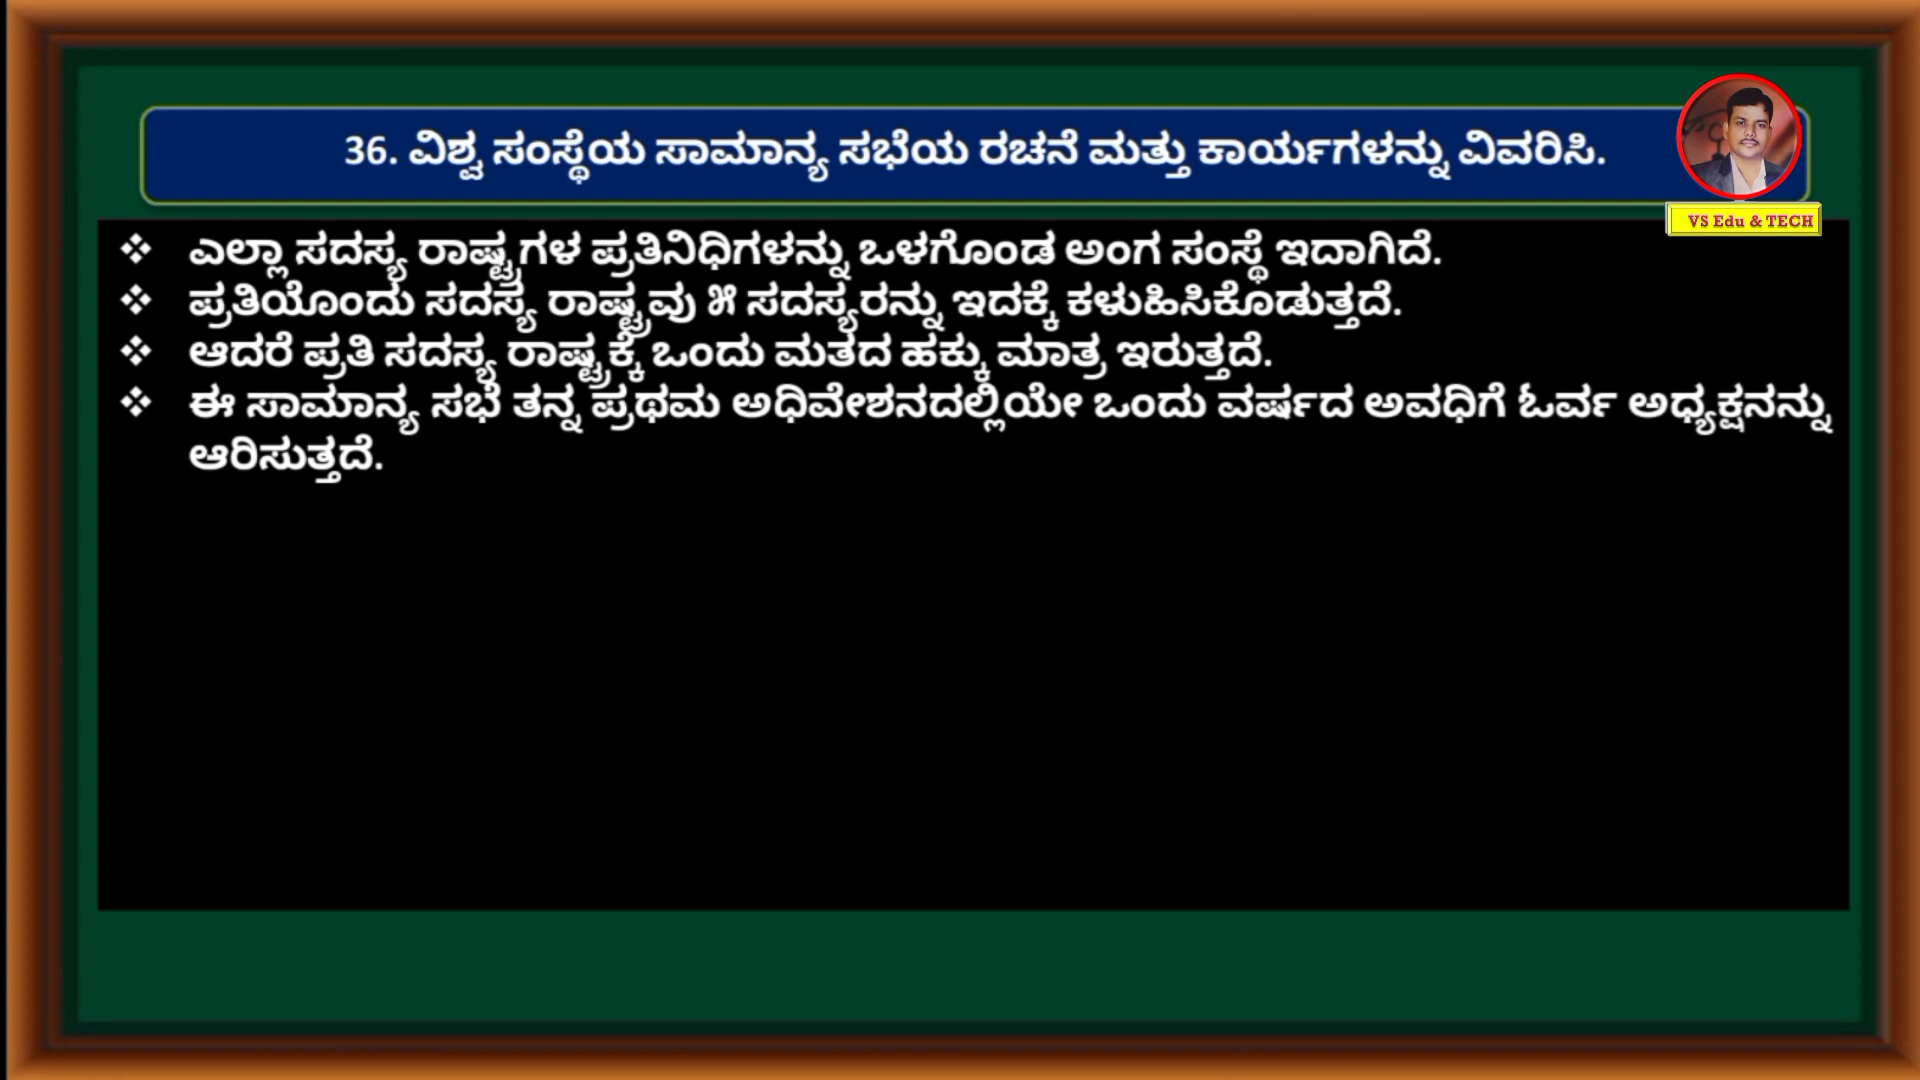 36. ವಿಶ್ವ ಸಂಸ್ಥೆಯ ಸಾಮಾನ್ಯ ಸಭೆಯ ರಚನೆ ಮತ್ತು ಕಾರ್ಯಗಳನ್ನು ವಿವರಿಸಿ.
VS Edu & TECH
❖ ಎಲ್ಲಾ ಸದಸ್ಯ ರಾಷ್ಟ್ರಗಳ ಪ್ರತಿನಿಧಿಗಳನ್ನು ಒಳಗೊಂಡ ಅಂಗ ಸಂಸ್ಥೆ ಇದಾಗಿದೆ.
❖ ಪ್ರತಿಯೊಂದು ಸದಸ್ಯ ರಾಷ್ಟ್ರವು ೫ ಸದಸ್ಯರನ್ನು ಇದಕ್ಕೆ ಕಳುಹಿಸಿಕೊಡುತ್ತದೆ.
❖ ಆದರೆ ಪ್ರತಿ ಸದಸ್ಯ ರಾಷ್ಟ್ರಕ್ಕೆ ಒಂದು ಮತದ ಹಕ್ಕು ಮಾತ್ರ ಇರುತ್ತದೆ.
❖ ಈ ಸಾಮಾನ್ಯ ಸಭೆ ತನ್ನ ಪ್ರಥಮ ಅಧಿವೇಶನದಲ್ಲಿಯೇ ಒಂದು ವರ್ಷದ ಅವಧಿಗೆ ಓರ್ವ ಅಧ್ಯಕ್ಷನನ್ನು
ಆರಿಸುತ್ತದೆ.